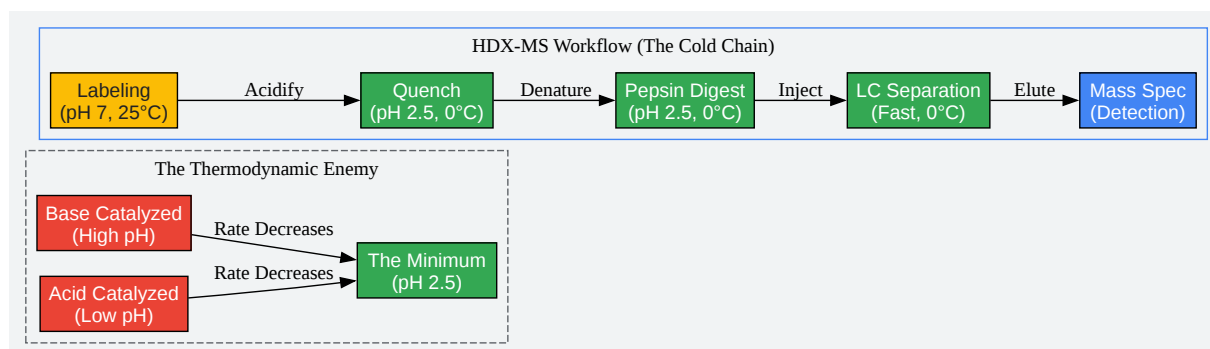 HDX-MS Workflow (The Cold Chain)
Labeling
(pH 7, 25°C)
Acidify
Quench
(pH 2.5, 0°C)
Denature
Pepsin Digest
(pH 2.5, 0°C)
Inject
LC Separation
(Fast, 0°C)
Elute
Mass Spec
(Detection)
The Thermodynamic Enemy
Base Catalyzed
(High pH)
Rate Decreases
Acid Catalyzed
(Low pH)
Rate Decreases
The Minimum
(pH 2.5)